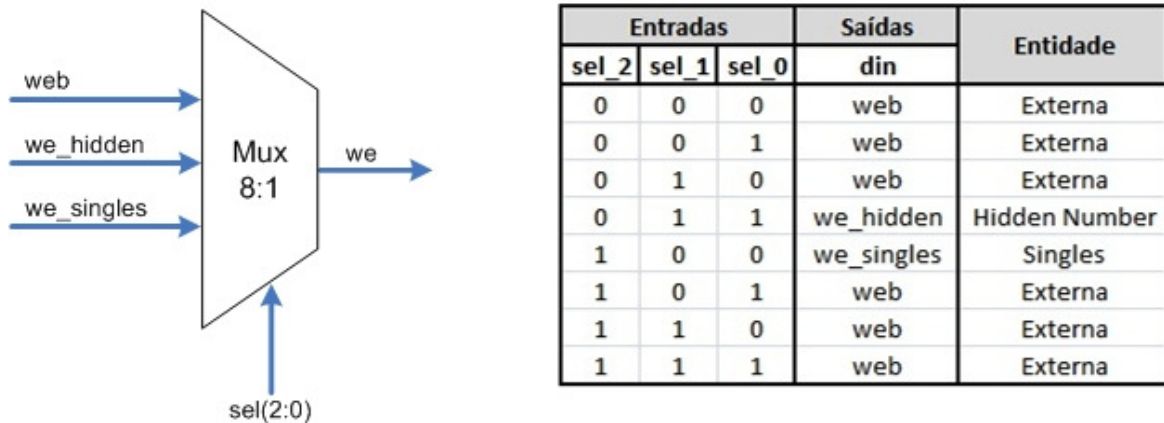 web
we_hidden
we_singles
Mux
8:1
we
sel(2:0)
Entradas Saídas Entidade
sel_2 sel_1 sel_0 din
0 0 0 web Externa
0 0 1 web Externa
0 1 0 web Externa
0 1 1 we_hidden Hidden Number
1 0 0 we_singles Singles
1 0 1 web Externa
1 1 0 web Externa
1 1 1 web Externa